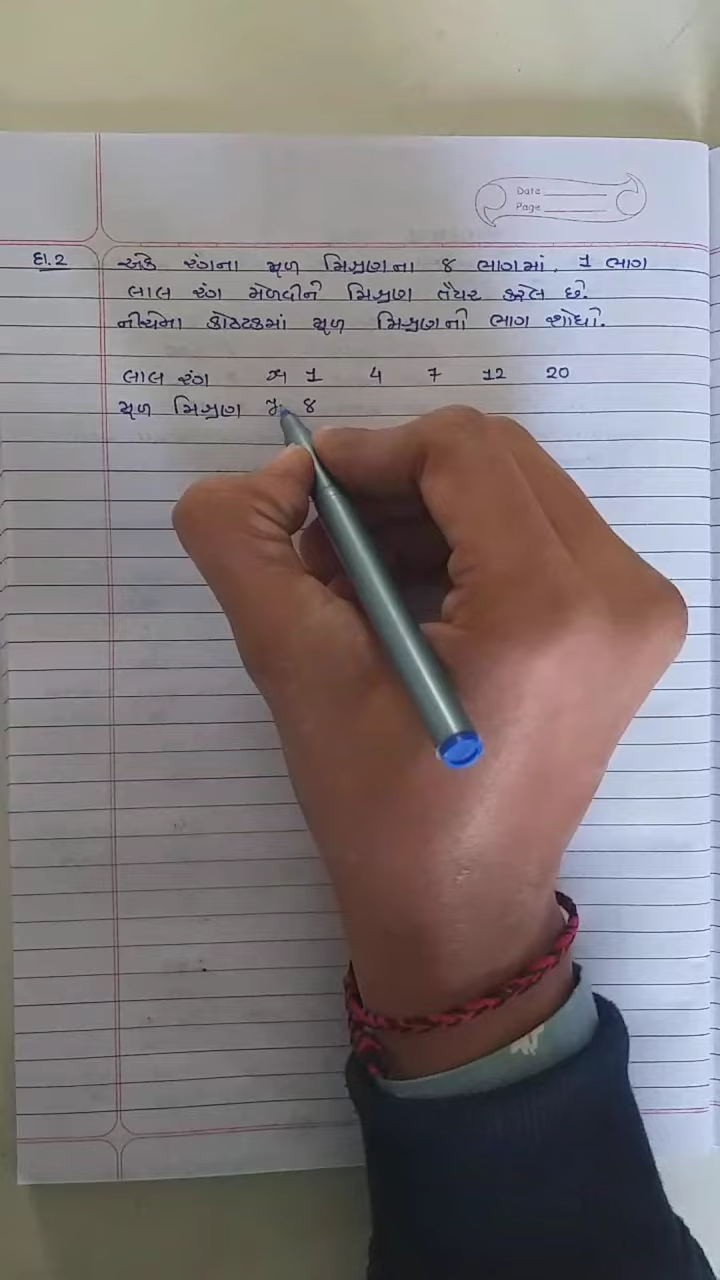 Date
Page
દા.2 એક રંગના મૂળ મિશ્રણના 8 ભાગમાં, 1 ભાગ
લાલ રંગ મેળવીને મિશ્રણ તૈયર કરેલ છે.
નીચેના કોષ્ટકમાં મૂળ મિશ્રણનો ભાગ શોધો.
લાલ રંગ x 1 4 7 12 20
મૂળ મિશ્રણ y 8